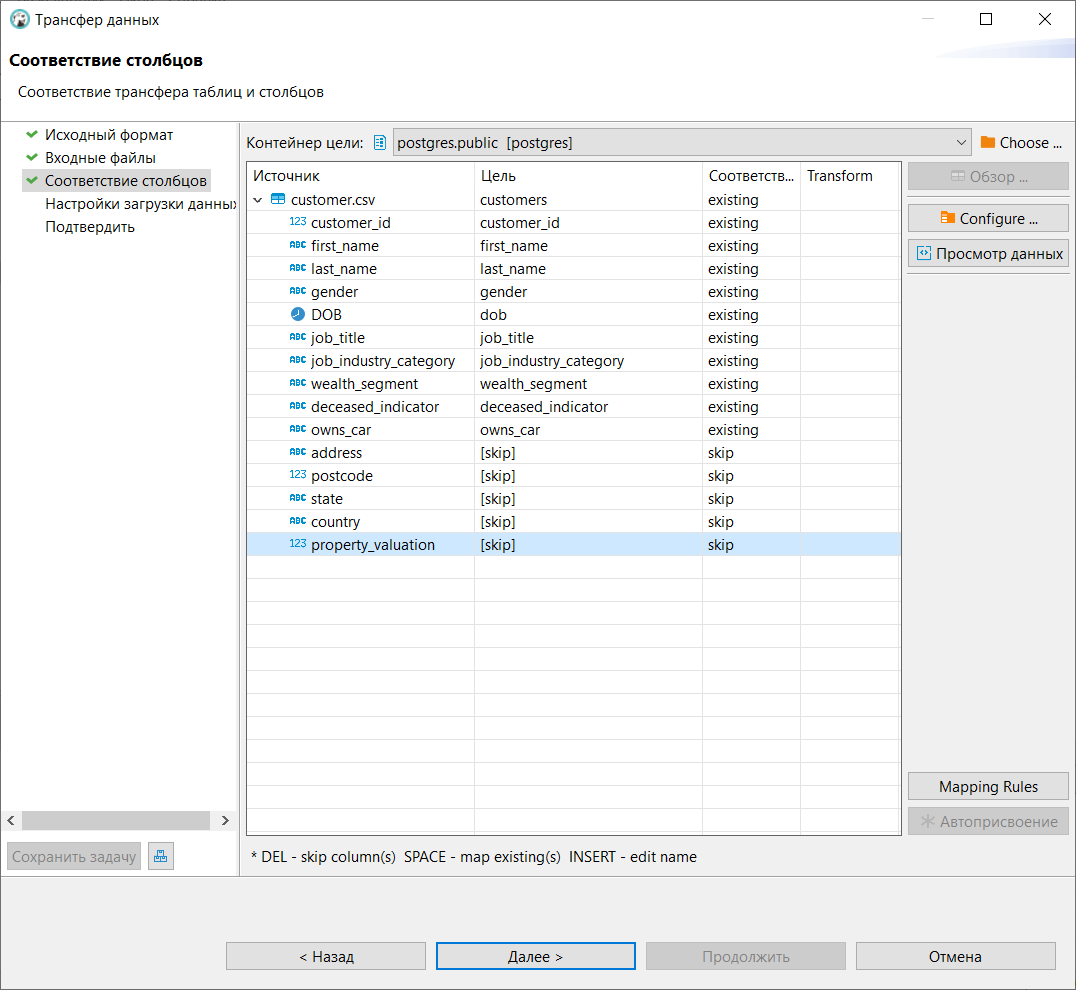 Трансфер данных
Соответствие столбцов
Соответствие трансфера таблиц и столбцов
Исходный формат
Входные файлы
Соответствие столбцов
Настройки загрузки данных
Подтвердить
Сохранить задачу
Контейнер цели: postgres.public [postgres] Choose ...
Источник Цель Соответств... Transform
customer.csv customers existing
123 customer_id customer_id existing
ABC first_name first_name existing
ABC last_name last_name existing
ABC gender gender existing
DOB dob existing
ABC job_title job_title existing
ABC job_industry_category job_industry_category existing
ABC wealth_segment wealth_segment existing
ABC deceased_indicator deceased_indicator existing
ABC owns_car owns_car existing
ABC address [skip] skip
123 postcode [skip] skip
ABC state [skip] skip
ABC country [skip] skip
123 property_valuation [skip] skip
Обзор ...
Configure ...
Просмотр данных
Mapping Rules
Автоприсвоение
* DEL - skip column(s) SPACE - map existing(s) INSERT - edit name
< Назад Далее > Продолжить Отмена